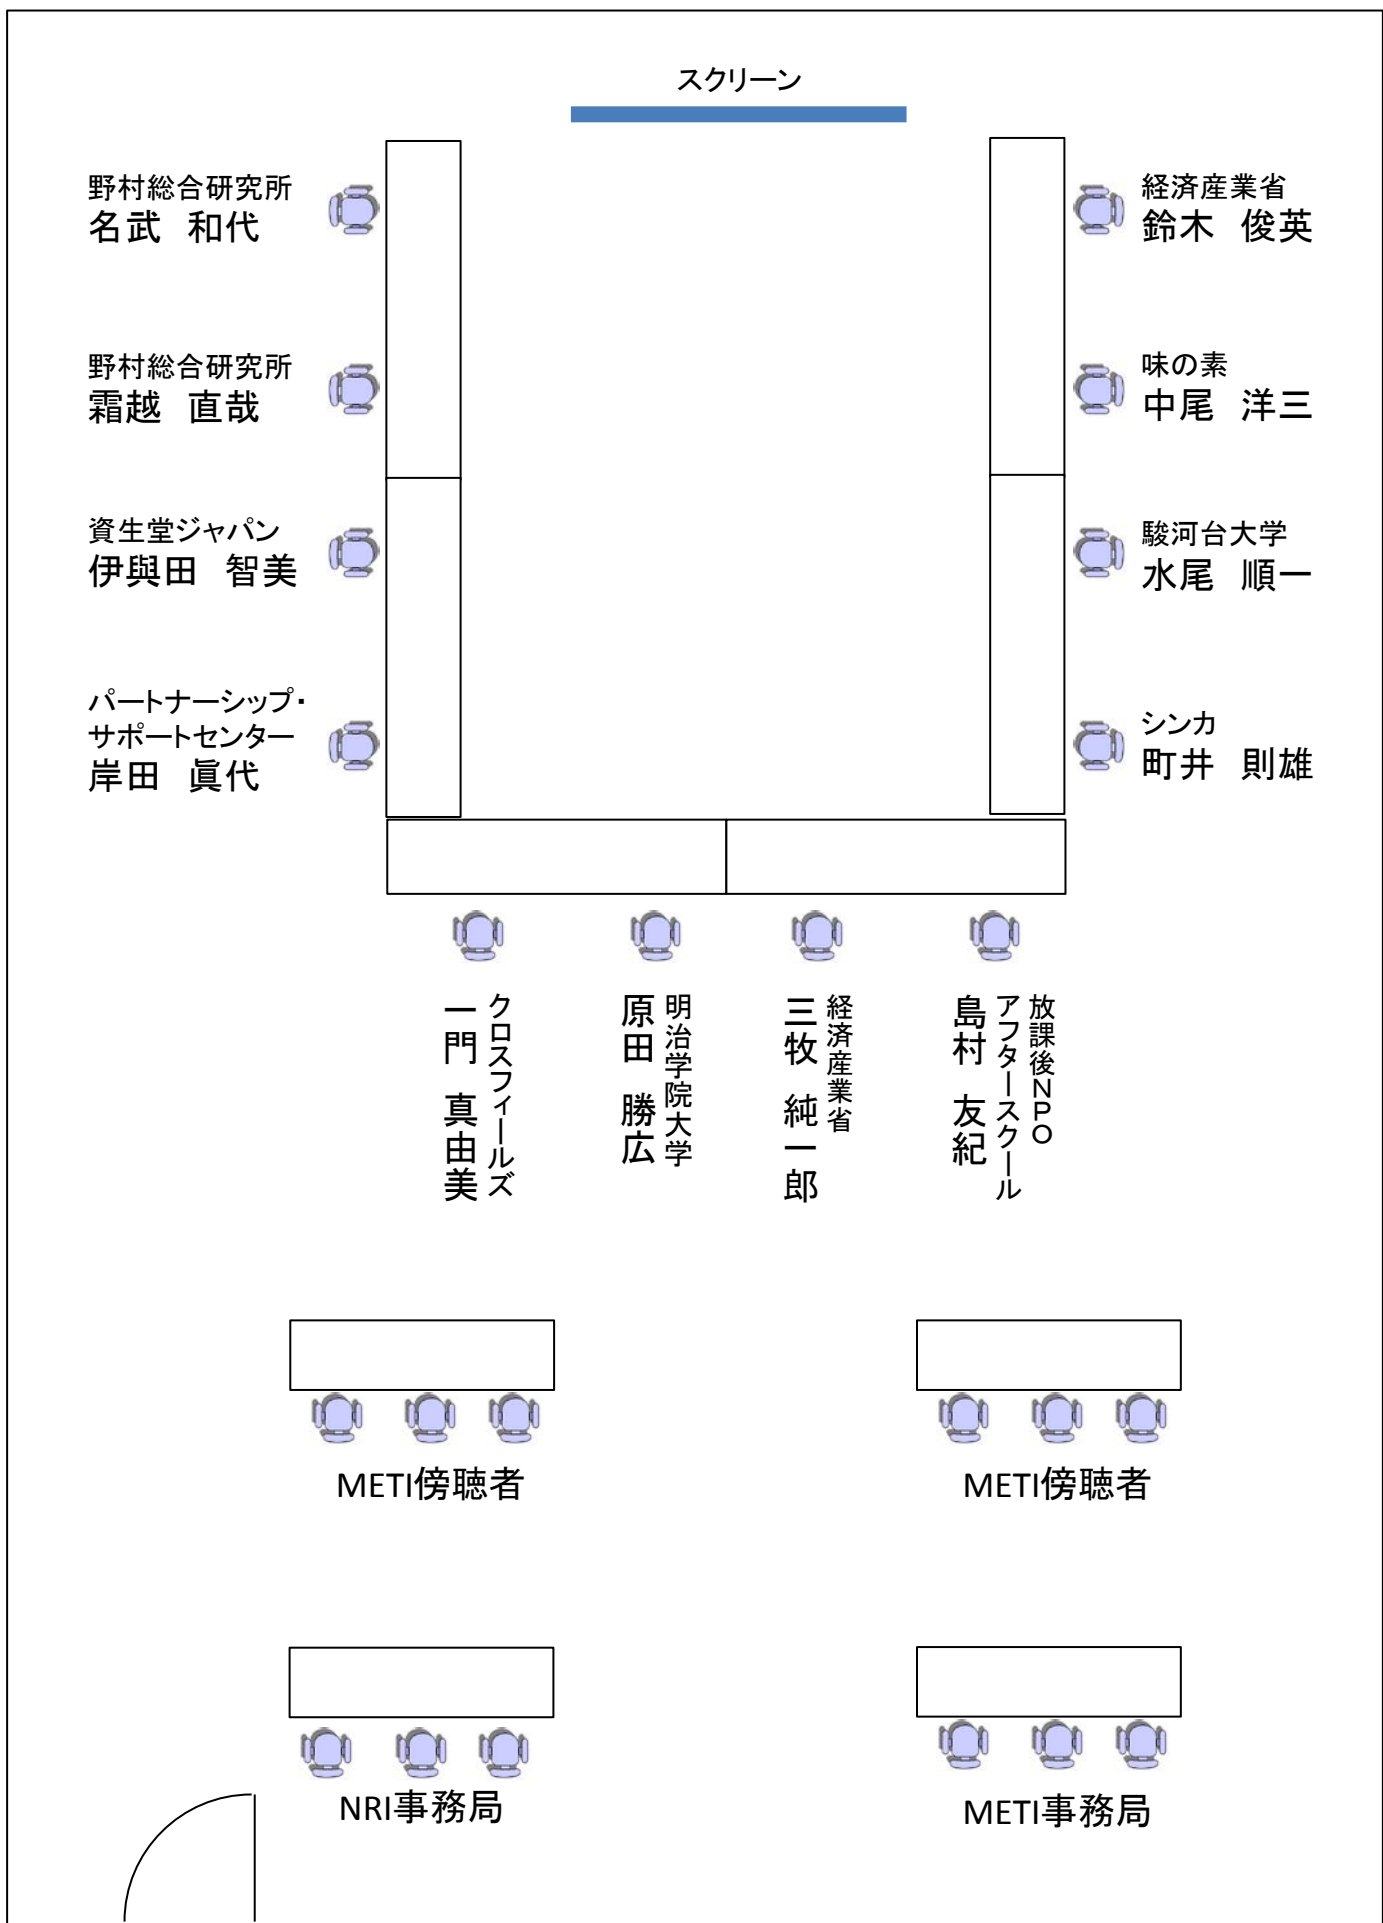 スクリーン
野村総合研究所
名武　和代
野村総合研究所
霜越　直哉
資生堂ジャパン
伊與田　智美
パートナーシップ・
サポートセンター
岸田　眞代
経済産業省
鈴木　俊英
味の素
中尾　洋三
駿河台大学
水尾　順一
シンカ
町井　則雄
クロスフィールズ
一門　真由美
明治学院大学
原田　勝広
経済産業省
三牧　純一郎
放課後ＮＰＯ
アフタースクール
島村　友紀
METI傍聴者
METI傍聴者
NRI事務局
METI事務局